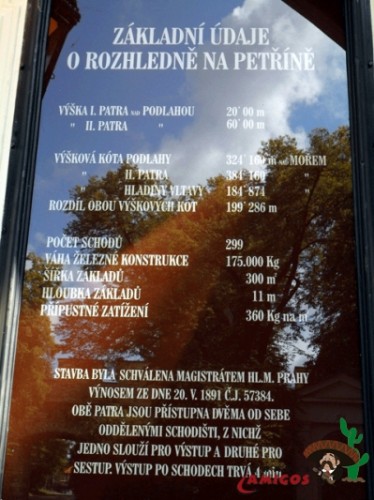 ZÁKLADNÍ ÚDAJE
O ROZHLEDNĚ NA PETŘÍNĚ
VÝŠKA I. PATRA NAD PODLAHOU 20˙00 m
" II. PATRA " 60˙00 m
VÝŠKOVÁ KÓTA PODLAHY 324˙160 m NAD MOŘEM
" II. PATRA 384˙160 "
HLADINY VLTAVY 184˙874 "
ROZDÍL OBOU VÝŠKOVÝCH KÓT 199˙286 m
POČET SCHODŮ 299
VÁHA ŽELEZNÉ KONSTRUKCE 175.000 Kg
ŠÍŘKA ZÁKLADŮ 300 m
HLOUBKA ZÁKLADŮ 11 m
PŘÍPUSTNÉ ZATÍŽENÍ 360 Kg na m
STAVBA BYLA SCHVÁLENA MAGISTRÁTEM HL.M. PRAHY
VÝNOSEM ZE DNE 20. V. 1891 Č.J. 57384.
OBĚ PATRA JSOU PŘÍSTUPNA DVĚMA OD SEBE
ODDĚLENÝMI SCHODIŠTI, Z NICHŽ
JEDNO SLOUŽÍ PRO VÝSTUP A DRUHÉ PRO
SESTUP. VÝSTUP PO SCHODECH TRVÁ 4 min.
AMIGOS